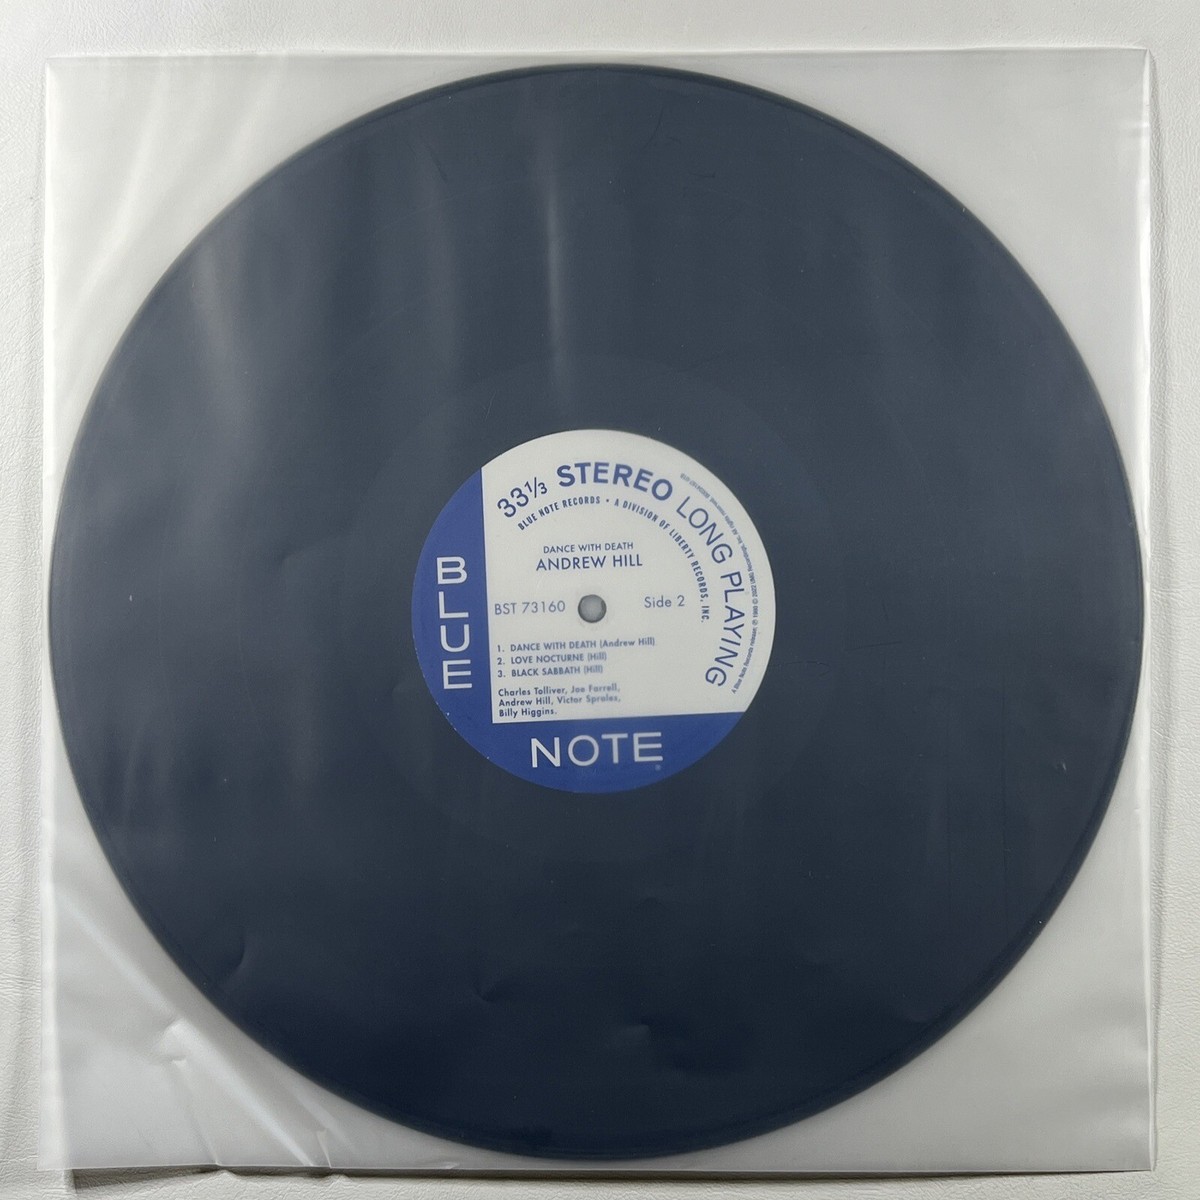 33⅓ STEREO LONG PLAYING
BLUE NOTE RECORDS • A DIVISION OF LIBERTY RECORDS, INC.
DANCE WITH DEATH
ANDREW HILL
BST 73160
Side 2
1. DANCE WITH DEATH (Andrew Hill)
2. LOVE NOCTURNE (Hill)
3. BLACK SABBATH (Hill)
Charles Tolliver, Joe Farrell,
Andrew Hill, Victor Sproles,
Billy Higgins.
BLUE
NOTE